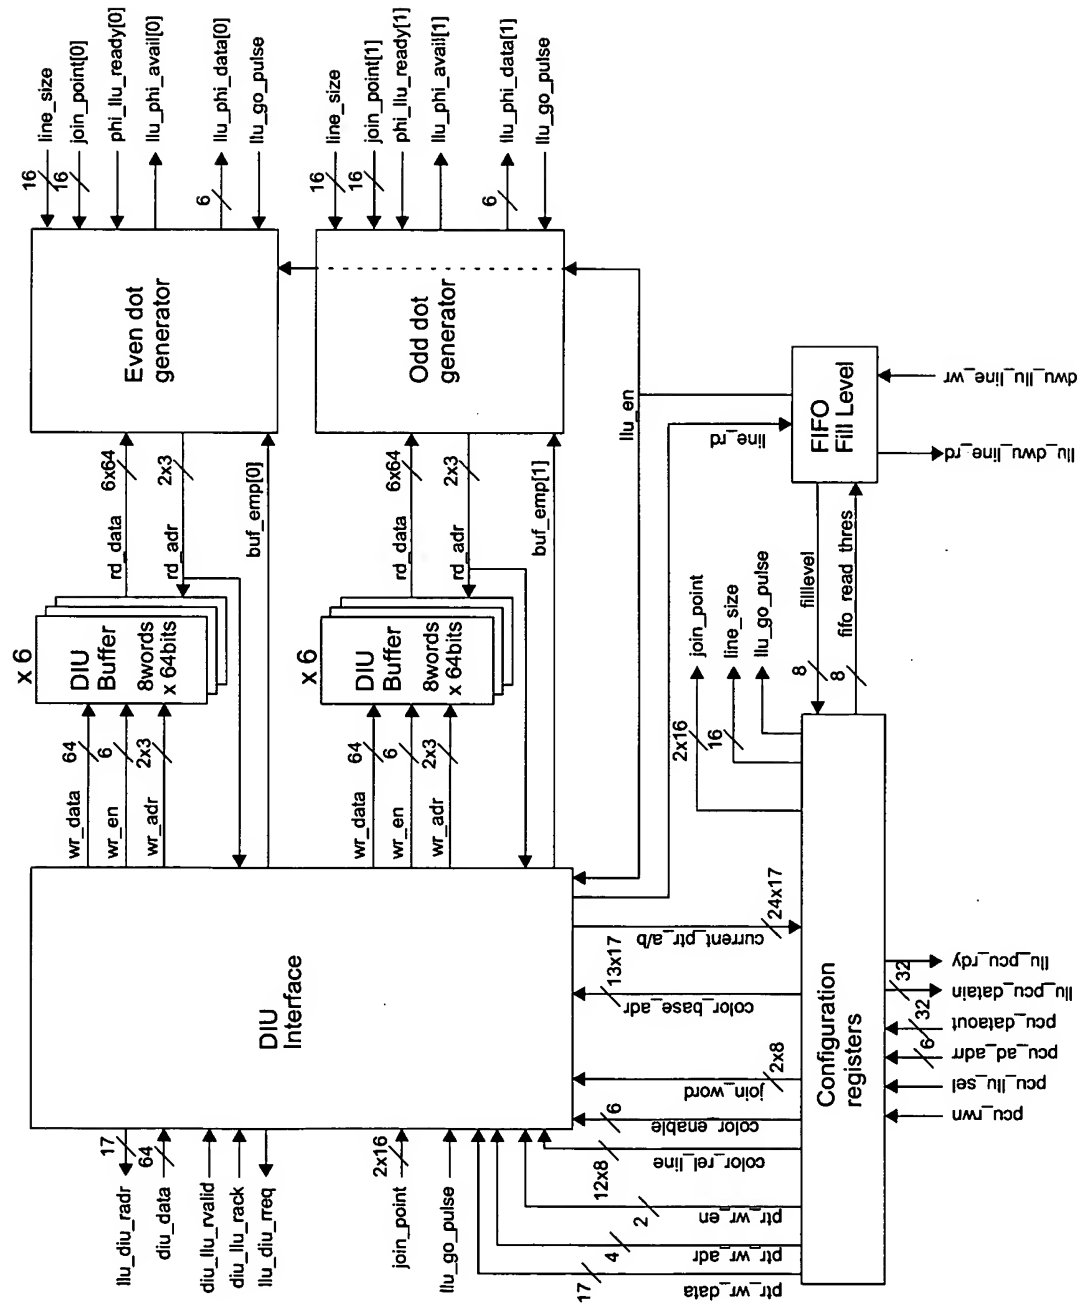 line_size
16
join_point[0]
16
phi_llu_ready[0]
llu_phi_avail[0]
llu_phi_data[0]
6
llu_go_pulse
Even dot
generator
6x64
rd_data
2x3
rd_adr
buf_emp[0]
x 6
DIU
Buffer
8words
x 64bits
wr_data
64
wr_en
6
wr_adr
2x3
line_size
16
join_point[1]
16
phi_llu_ready[1]
llu_phi_avail[1]
llu_phi_data[1]
6
llu_go_pulse
Odd dot
generator
6x64
rd_data
2x3
rd_adr
buf_emp[1]
x 6
DIU
Buffer
8words
x 64bits
wr_data
64
wr_en
6
wr_adr
2x3
llu_en
line_rd
FIFO
Fill Level
dwu_llu_line_wr
llu_dwu_line_rd
filllevel
8
fifo_read_thres
8
join_point
2x16
line_size
16
llu_go_pulse
DIU
Interface
llu_diu_radr
17
diu_data
64
diu_llu_rvalid
diu_llu_rack
llu_diu_rreq
join_point
2x16
llu_go_pulse
current_ptr_a/b
24x17
color_base_adr
13x17
join_word
2x8
color_enable
6
color_rel_line
12x8
ptr_wr_en
2
ptr_wr_adr
4
ptr_wr_data
17
Configuration
registers
llu_pcu_rdy
llu_pcu_datain
32
pcu_dataout
32
pcu_ad_adr
6
pcu_llu_sel
pcu_rwn